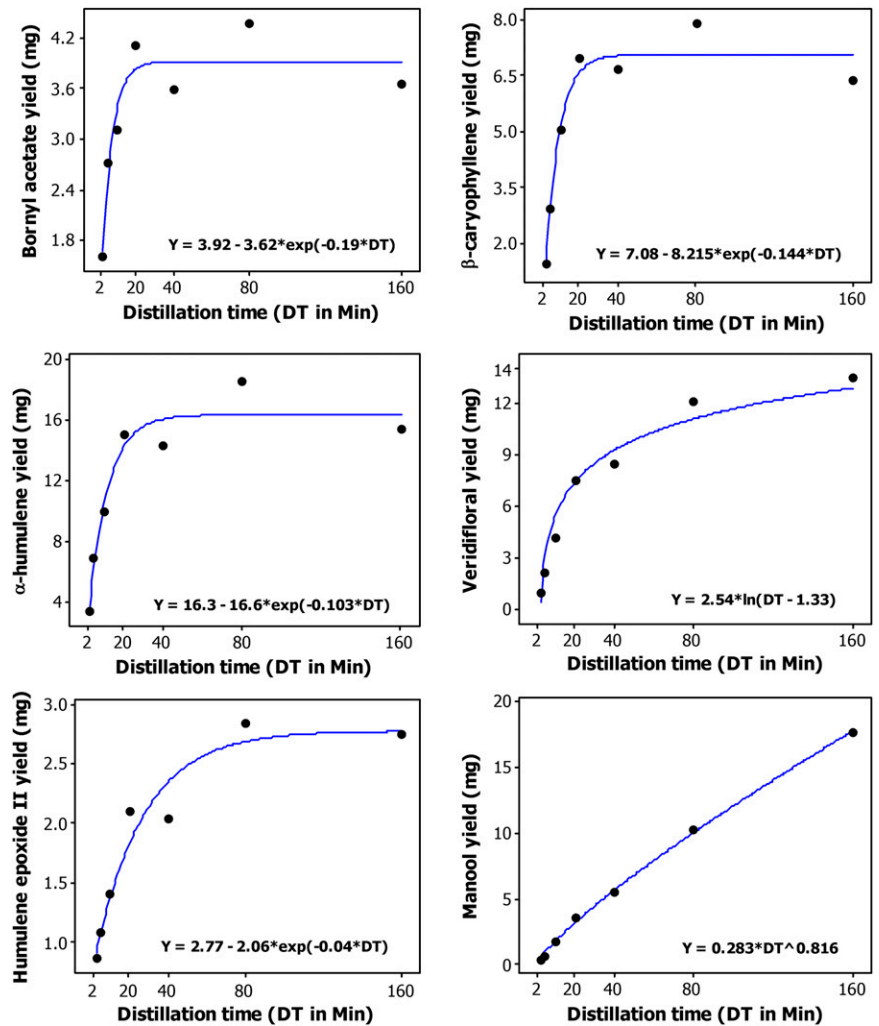 Bornyl acetate yield (mg)
4.2
3.6
3.0
2.4
1.8
Y = 3.92 - 3.62*exp(-0.19*DT)
2 20 40 80 160
Distillation time (DT in Min)
β-caryophyllene yield (mg)
8.0
6.5
5.0
3.5
2.0
Y = 7.08 - 8.215*exp(-0.144*DT)
2 20 40 80 160
Distillation time (DT in Min)
α-humulene yield (mg)
20
16
12
8
4
Y = 16.3 - 16.6*exp(-0.103*DT)
2 20 40 80 160
Distillation time (DT in Min)
Veridifloral yield (mg)
14
12
9
6
3
0
Y = 2.54*ln(DT - 1.33)
2 20 40 80 160
Distillation time (DT in Min)
Humulene epoxide II yield (mg)
3.0
2.5
2.0
1.5
1.0
Y = 2.77 - 2.06*exp(-0.04*DT)
2 20 40 80 160
Distillation time (DT in Min)
Manool yield (mg)
20
15
10
5
0
Y = 0.283*DT^0.816
2 20 40 80 160
Distillation time (DT in Min)